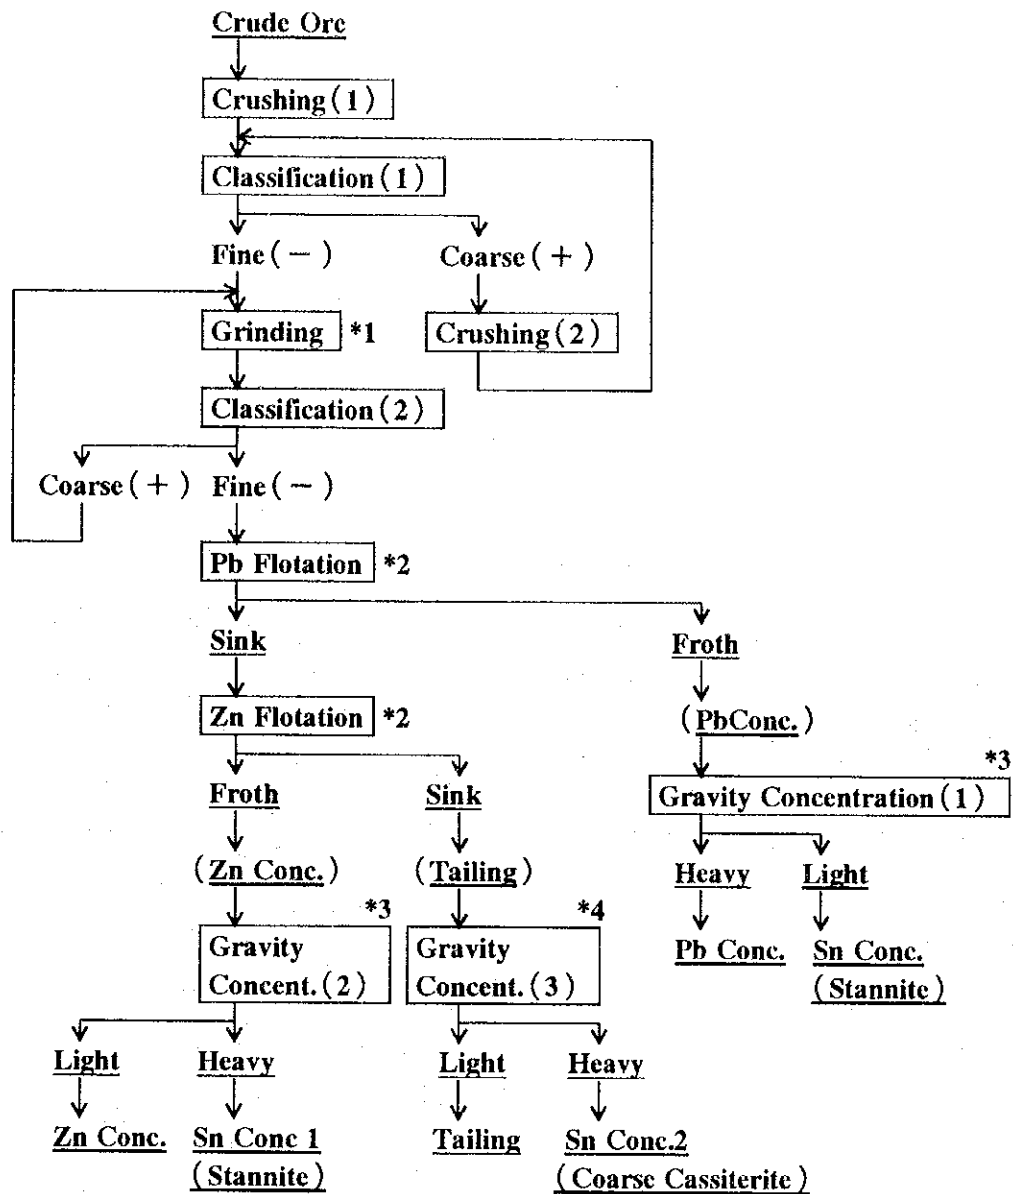 Crude Ore
Crushing(1)
Classification(1)
Fine(−)
Coarse(+)
Grinding *1
Crushing(2)
Classification(2)
Coarse(+) Fine(−)
Pb Flotation *2
Sink
Froth
Zn Flotation *2
(PbConc.)
*3
Froth
Sink
Gravity Concentration(1)
(Zn Conc.)
(Tailing)
Heavy
Light
*3
*4
Gravity
Concent.(2)
Gravity
Concent.(3)
Pb Conc.
Sn Conc.
(Stannite)
Light
Heavy
Light
Heavy
Zn Conc.
Sn Conc 1
(Stannite)
Tailing
Sn Conc.2
(Coarse Cassiterite)